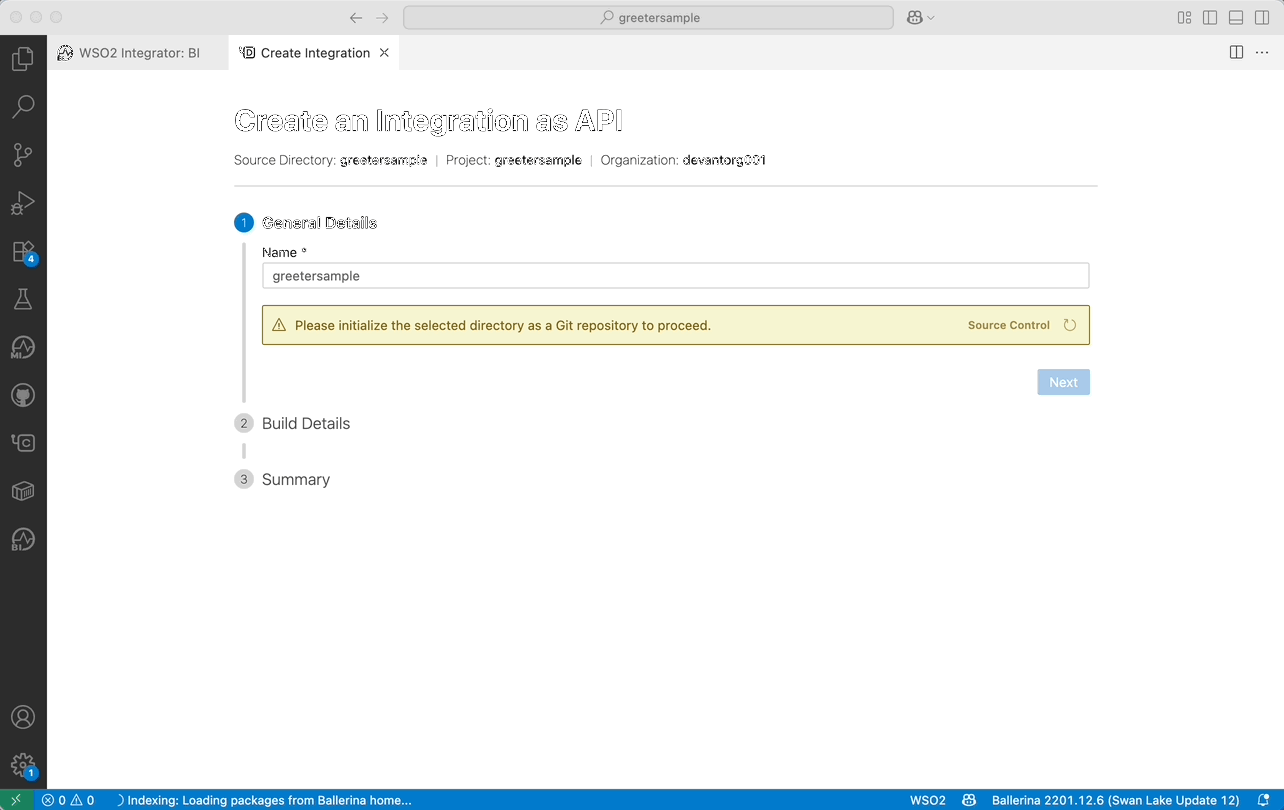 greetersample
WSO2 Integrator: BI
Create Integration
Create an Integration as API
Source Directory: greetersample | Project: greetersample | Organization: devantorg001
1 General Details
Name *
greetersample
Please initialize the selected directory as a Git repository to proceed. Source Control
Next
2 Build Details
3 Summary
4
MI
C
BI
1
0 0 Indexing: Loading packages from Ballerina home... WSO2 Ballerina 2201.12.6 (Swan Lake Update 12)